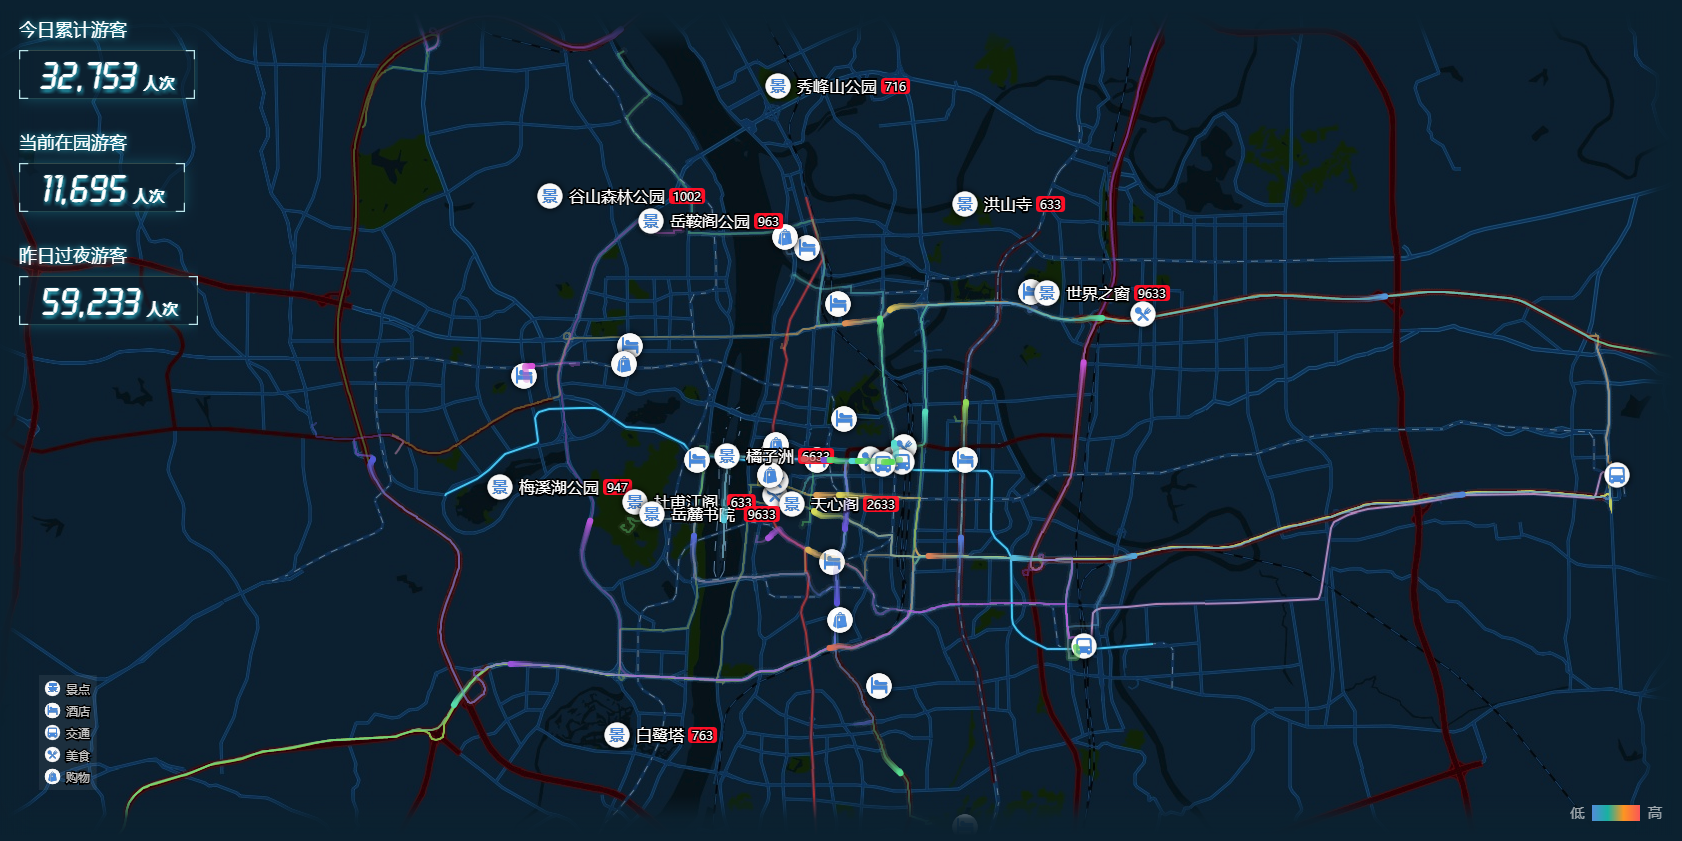 今日累计游客
32,753 人次
当前在园游客
11,695 人次
昨日过夜游客
59,233 人次
景 秀峰山公园 716
景 谷山森林公园 1002
景 岳鞍阁公园 963
景 洪山寺 633
景 世界之窗 9633
景 橘子洲 6633
景 梅溪湖公园 947
景 杜甫江阁 633
景 岳麓书院 9633
景 天心阁 2633
景 白鹭塔 763
景 景点
酒店
交通
美食
购物
低 高